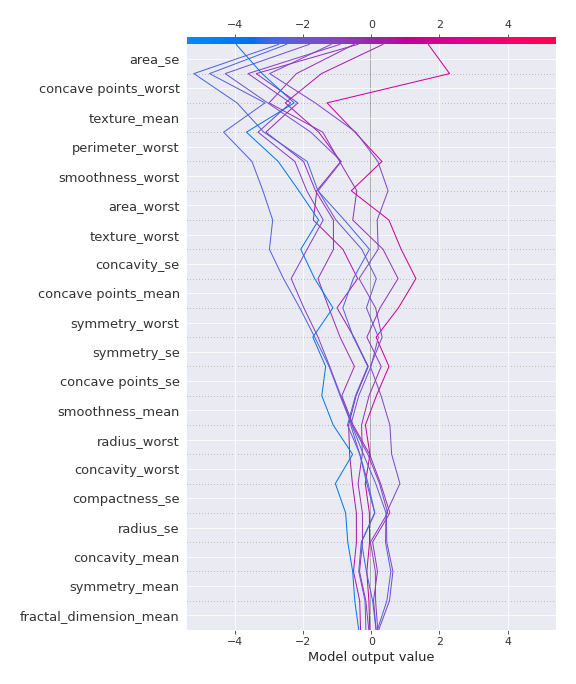 −4 −2 0 2 4
area_se
concave points_worst
texture_mean
perimeter_worst
smoothness_worst
area_worst
texture_worst
concavity_se
concave points_mean
symmetry_worst
symmetry_se
concave points_se
smoothness_mean
radius_worst
concavity_worst
compactness_se
radius_se
concavity_mean
symmetry_mean
fractal_dimension_mean
−4 −2 0 2 4
Model output value